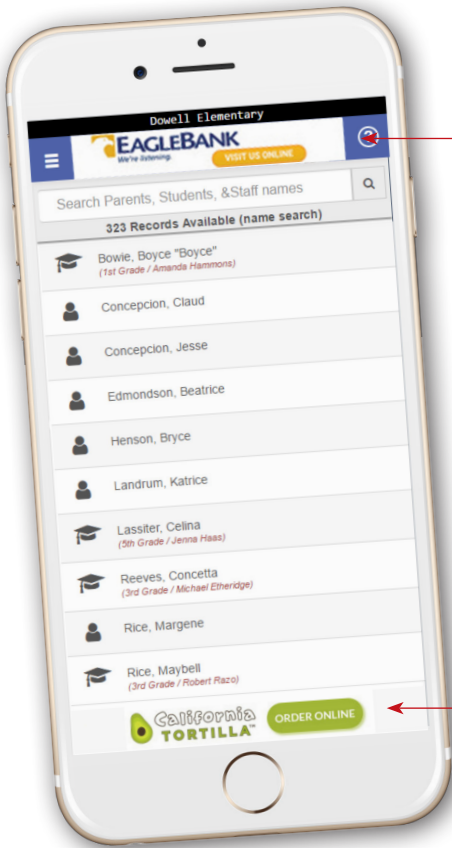 Dowell Elementary
EAGLEBANK
We're listening.
VISIT US ONLINE
?
Search Parents, Students, &Staff names
323 Records Available (name search)
Bowie, Boyce "Boyce"
(1st Grade / Amanda Hammons)
Concepcion, Claud
Concepcion, Jesse
Edmondson, Beatrice
Henson, Bryce
Landrum, Katrice
Lassiter, Celina
(5th Grade / Jenna Haas)
Reeves, Concetta
(3rd Grade / Michael Etheridge)
Rice, Margene
Rice, Maybell
(3rd Grade / Robert Razo)
California
TORTILLA™
ORDER ONLINE